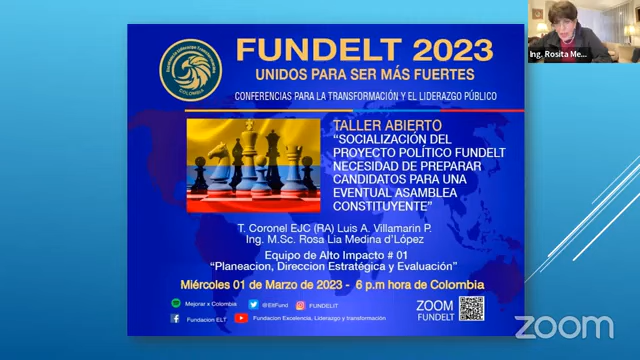 FUNDELT 2023
UNIDOS PARA SER MÁS FUERTES
CONFERENCIAS PARA LA TRANSFORMACIÓN Y EL LIDERAZGO PÚBLICO
COLOMBIA
TALLER ABIERTO
"SOCIALIZACIÓN DEL
PROYECTO POLÍTICO FUNDELT
NECESIDAD DE PREPARAR
CANDIDATOS PARA UNA
EVENTUAL ASAMBLEA
CONSTITUYENTE"
T. Coronel EJC (RA) Luis A. Villamarin P.
Ing. M.Sc. Rosa Lia Medina d'López
Equipo de Alto Impacto # 01
"Planeacion, Direccion Estratégica y Evaluación"
Miércoles 01 de Marzo de 2023 - 6 p.m hora de Colombia
Mejorar x Colombia
@EltFund
FUNDELIT
Fundacion ELT
Fundacion Excelencia, Liderazgo y transformación
ZOOM
FUNDELT
Ing. Rosita Me...
zoom